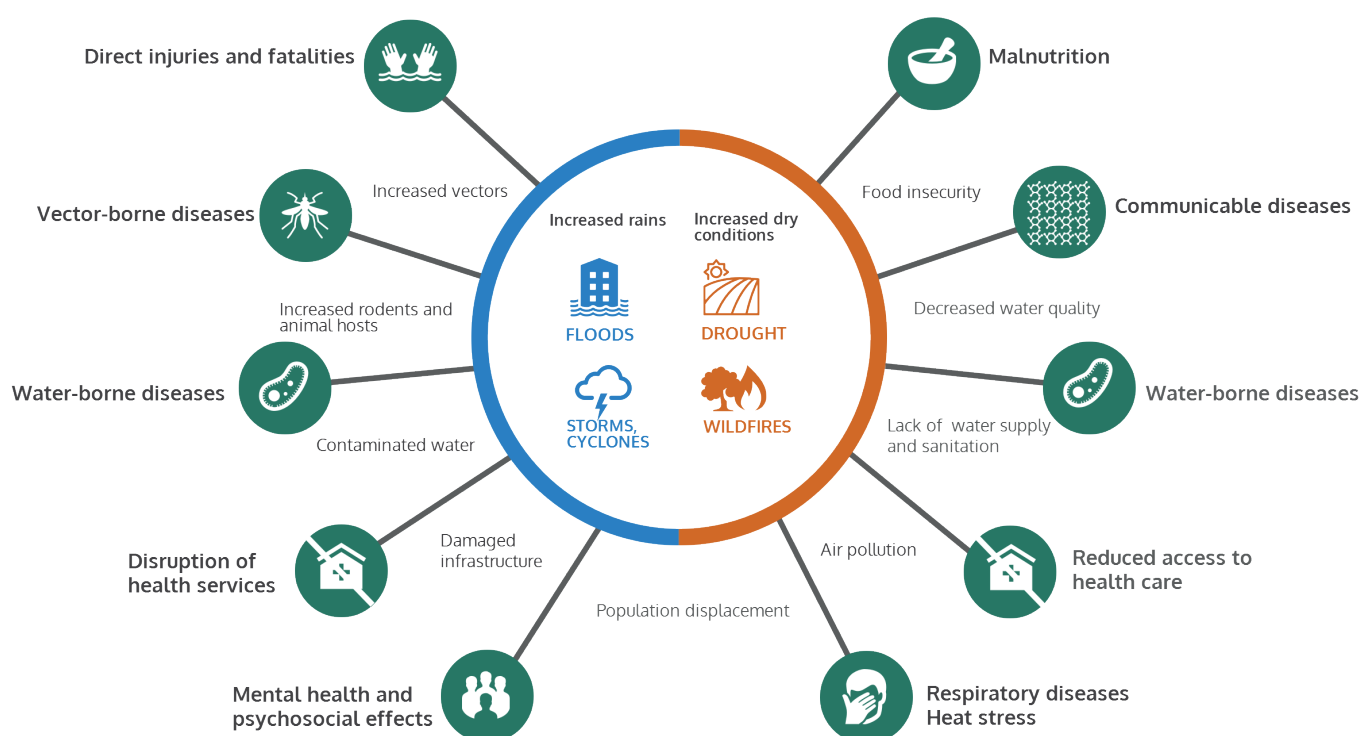 Direct injuries and fatalities
Malnutrition
Increased vectors
Food insecurity
Vector-borne diseases
Communicable diseases
Increased rains
Increased dry
conditions
Increased rodents and
animal hosts
Decreased water quality
FLOODS
DROUGHT
Water-borne diseases
Water-borne diseases
STORMS,
CYCLONES
WILDFIRES
Contaminated water
Lack of  water supply
and sanitation
Damaged
infrastructure
Air pollution
Disruption of
health services
Reduced access to
health care
Population displacement
Mental health and
psychosocial effects
Respiratory diseases
Heat stress